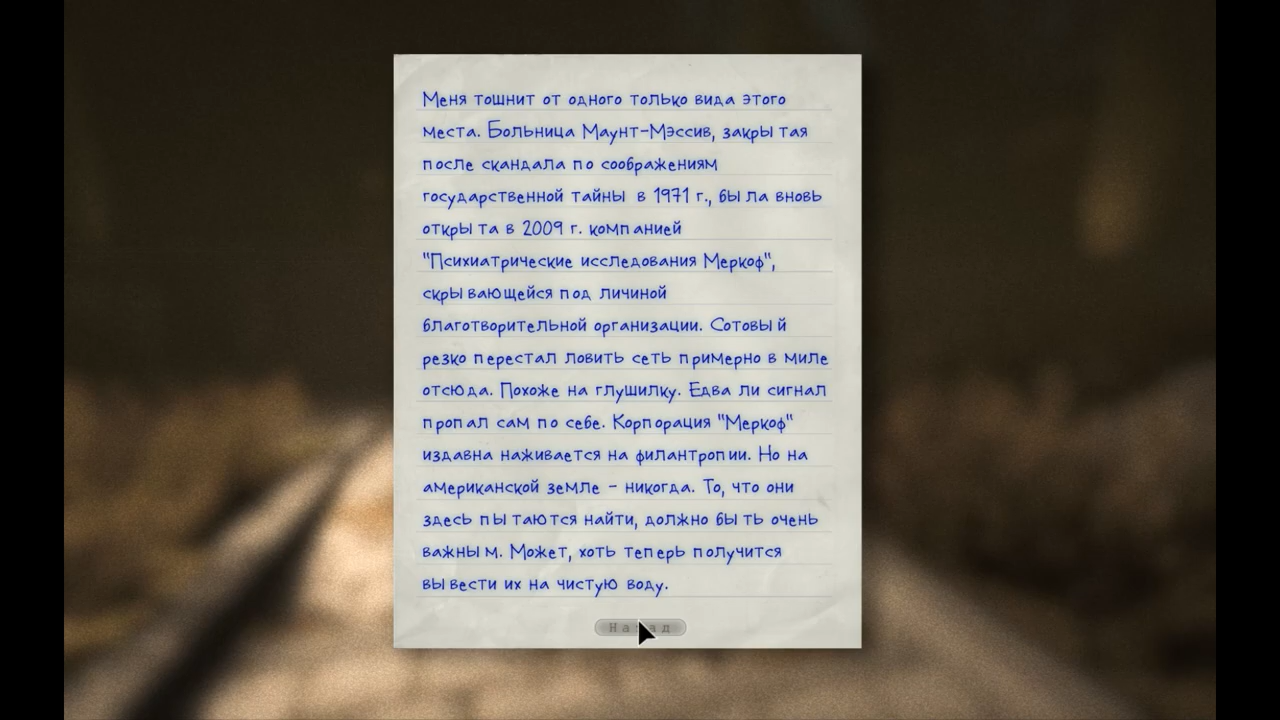 Меня тошнит от одного только вида этого
места. Больница Маунт-Мэссив, закрытая
после скандала по соображениям
государственной тайны в 1971 г., была вновь
открыта в 2009 г. компанией
"Психиатрические исследования Меркоф",
скрывающейся под личиной
благотворительной организации. Сотовый
резко перестал ловить сеть примерно в миле
отсюда. Похоже на глушилку. Едва ли сигнал
пропал сам по себе. Корпорация "Меркоф"
издавна наживается на филантропии. Но на
американской земле - никогда. То, что они
здесь пытаются найти, должно быть очень
важным. Может, хоть теперь получится
вывести их на чистую воду.
Назад